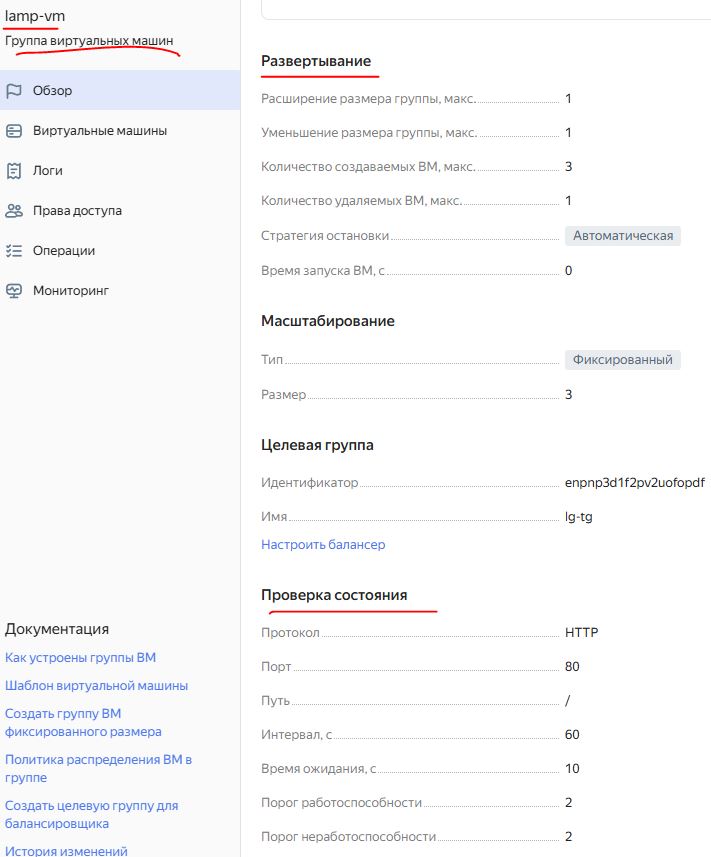 lamp-vm
Группа виртуальных машин
Обзор
Виртуальные машины
Логи
Права доступа
Операции
Мониторинг
Документация
Как устроены группы ВМ
Шаблон виртуальной машины
Создать группу ВМ
фиксированного размера
Политика распределения ВМ в
группе
Создать целевую группу для
балансировщика
История изменений
Развертывание
Расширение размера группы, макс. 1
Уменьшение размера группы, макс. 1
Количество создаваемых ВМ, макс. 3
Количество удаляемых ВМ, макс. 1
Стратегия остановки Автоматическая
Время запуска ВМ, с 0
Масштабирование
Тип Фиксированный
Размер 3
Целевая группа
Идентификатор enpnp3d1f2pv2uofopdf
Имя lg-tg
Настроить балансер
Проверка состояния
Протокол HTTP
Порт 80
Путь /
Интервал, с 60
Время ожидания, с 10
Порог работоспособности 2
Порог неработоспособности 2